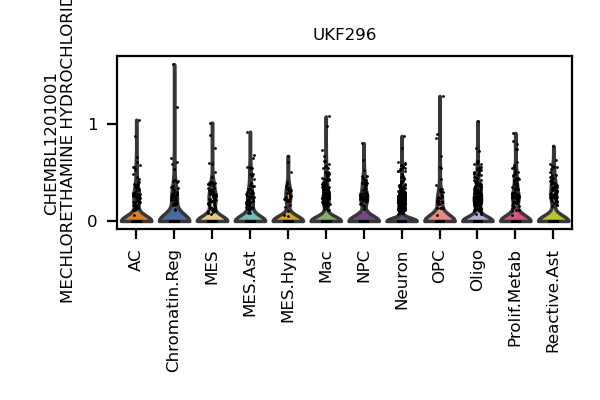 UKF296
CHEMBL1201001
MECHLORETHAMINE HYDROCHLORID
1
0
AC
Chromatin.Reg
MES
MES.Ast
MES.Hyp
Mac
NPC
Neuron
OPC
Oligo
Prolif.Metab
Reactive.Ast